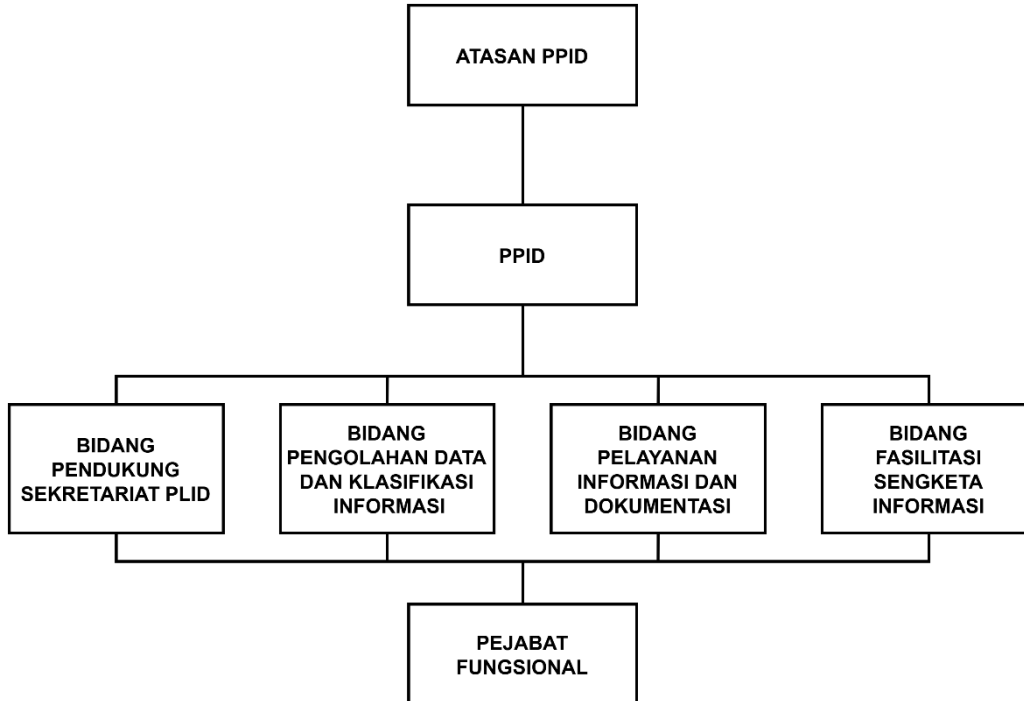 ATASAN PPID
PPID
BIDANG
PENDUKUNG
SEKRETARIAT PLID
BIDANG
PENGOLAHAN DATA
DAN KLASIFIKASI
INFORMASI
BIDANG
PELAYANAN
INFORMASI DAN
DOKUMENTASI
BIDANG
FASILITASI
SENGKETA
INFORMASI
PEJABAT
FUNGSIONAL